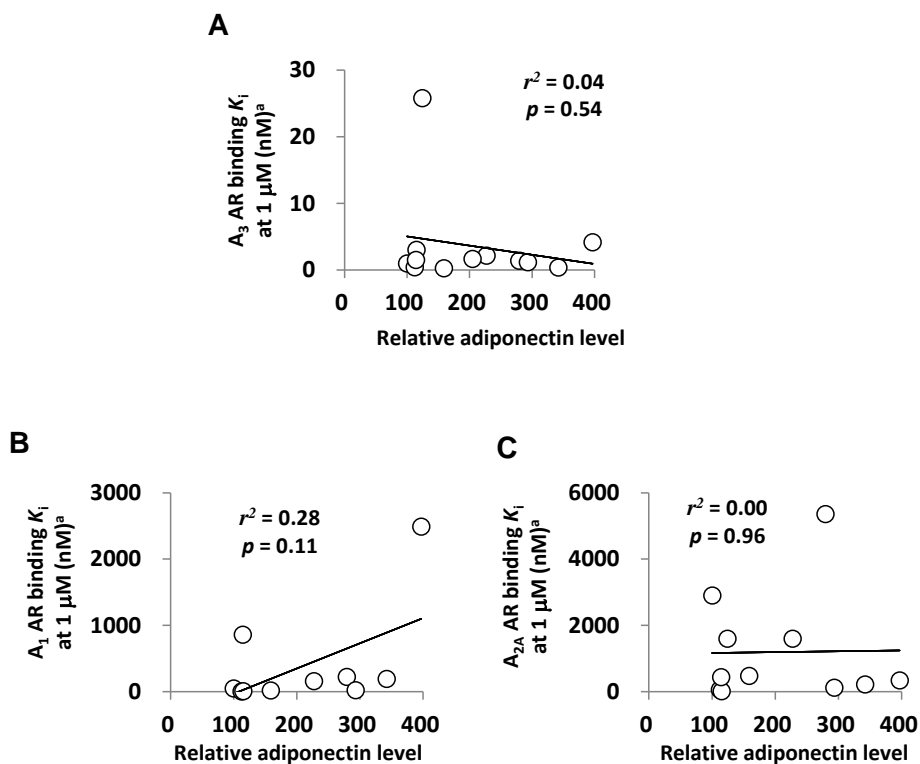 A
A₃ AR binding Kᵢ
at 1 μM (nM)ᵃ
30
20
10
0
r² = 0.04
p = 0.54
0 100 200 300 400
Relative adiponectin level
B
A₁ AR binding Kᵢ
at 1 μM (nM)ᵃ
3000
2000
1000
0
r² = 0.28
p = 0.11
0 100 200 300 400
Relative adiponectin level
C
A₂A AR binding Kᵢ
at 1 μM (nM)ᵃ
6000
4000
2000
0
r² = 0.00
p = 0.96
0 100 200 300 400
Relative adiponectin level